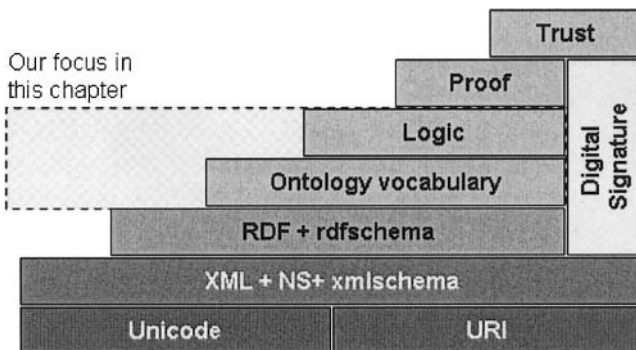 Trust
Our focus in
this chapter
Proof
Logic
Ontology vocabulary
RDF + rdfschema
Digital
Signature
XML + NS+ xmlschema
Unicode
URI